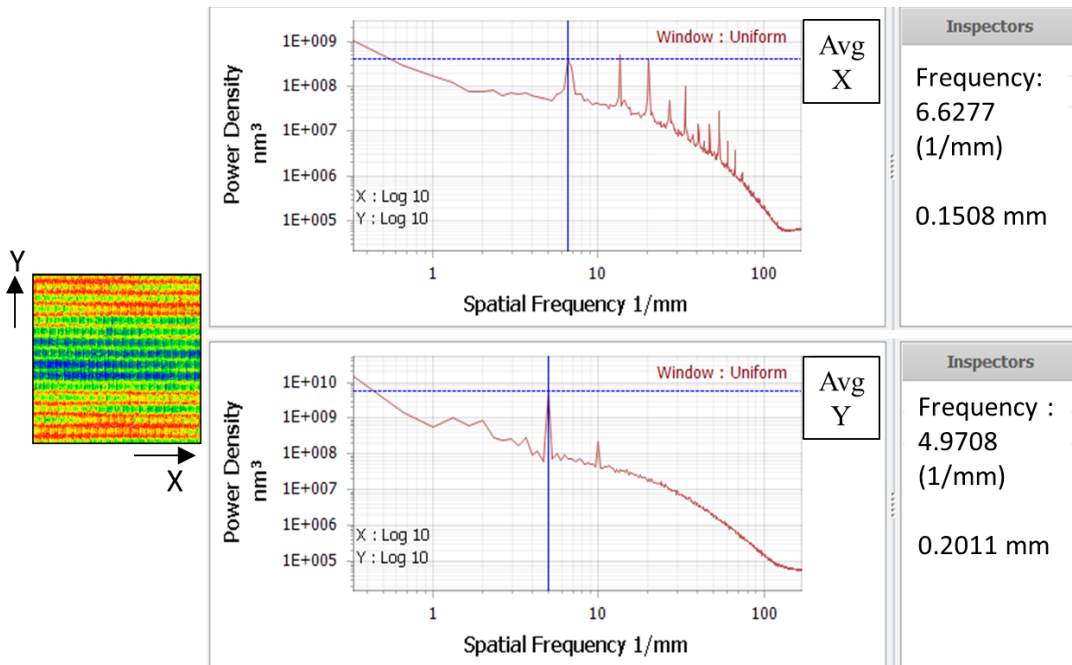 Window : Uniform
Avg
X
Inspectors
Frequency:
6.6277
(1/mm)
0.1508 mm
Power Density
nm³
1E+009
1E+008
1E+007
1E+006
1E+005
X : Log 10
Y : Log 10
1
10
100
Spatial Frequency 1/mm
Y
X
Window : Uniform
Avg
Y
Inspectors
Frequency :
4.9708
(1/mm)
0.2011 mm
Power Density
nm³
1E+010
1E+009
1E+008
1E+007
1E+006
1E+005
X : Log 10
Y : Log 10
1
10
100
Spatial Frequency 1/mm